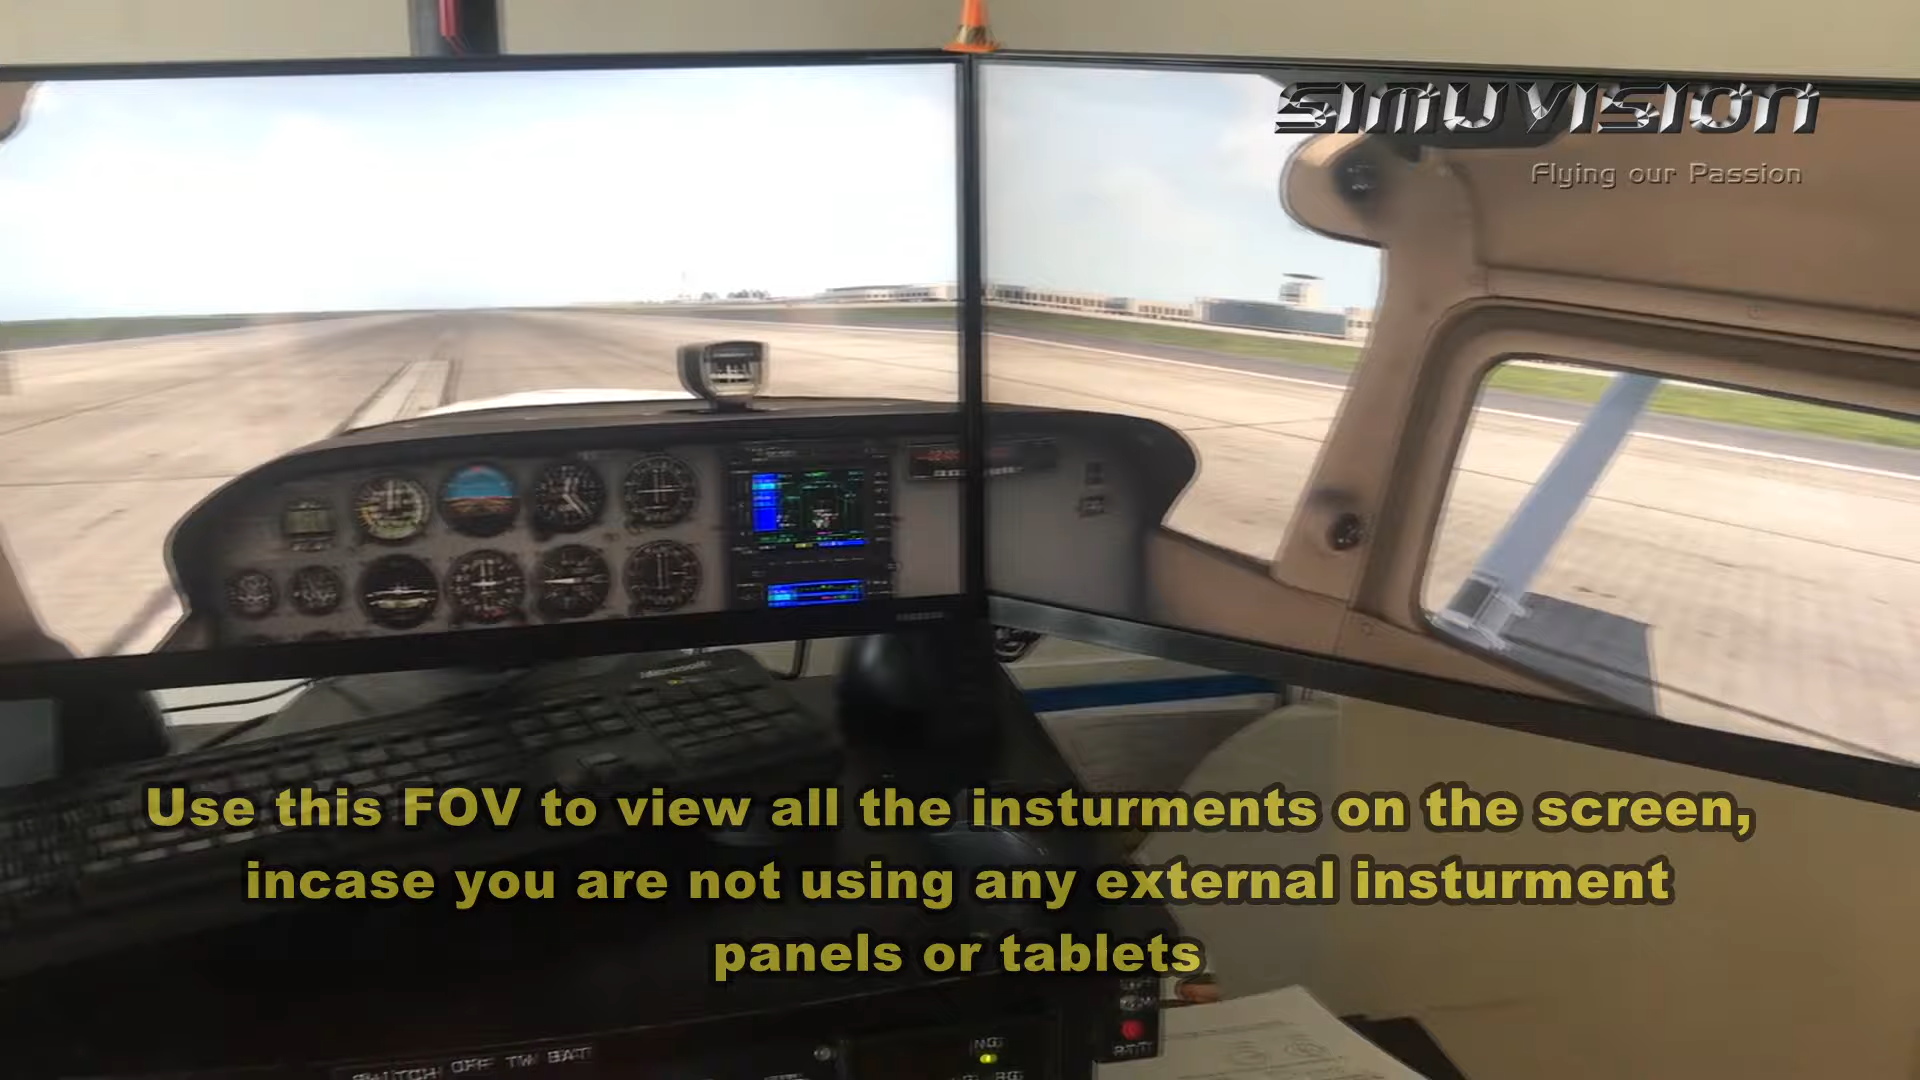 SIMUVISION
Flying our Passion
Microsoft
Use this FOV to view all the insturments on the screen,
incase you are not using any external insturment
panels or tablets